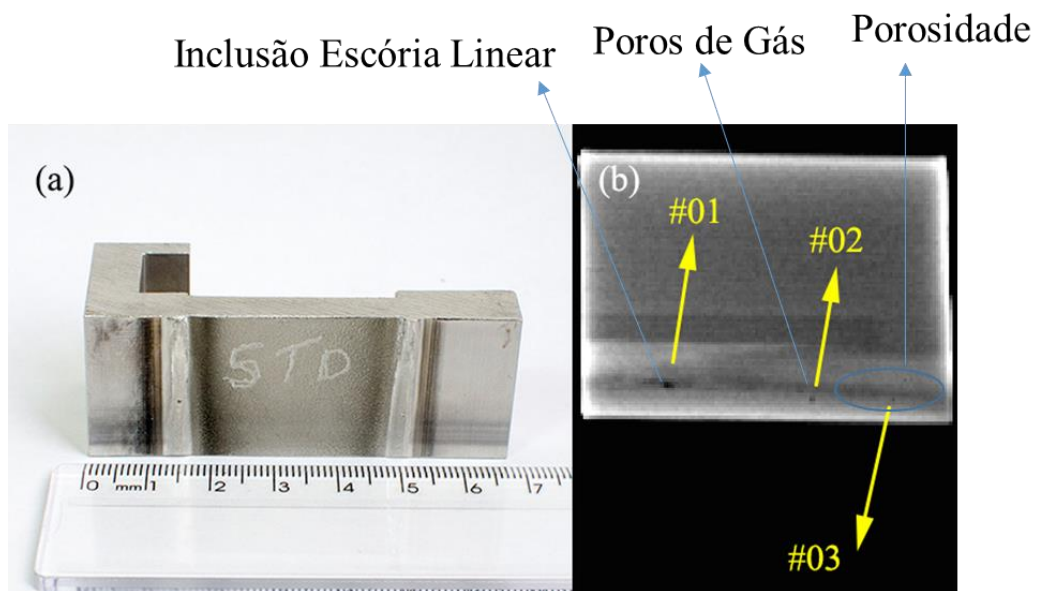 Inclusão Escória Linear
Poros de Gás
Porosidade
(a)
(b)
#01
#02
STD
0 mm 1 2 3 4 5 6 7
#03